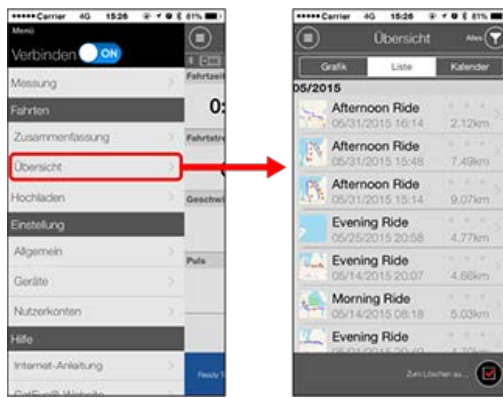 Carrier 4G 15:26 81%
Menü
Verbinden ON
Messung
Fahrten
Zusammenfassung
Übersicht
Hochladen
Einstellung
Allgemein
Geräte
Nutzerkonten
Hilfe
Internet-Anleitung
CatEye® Website
Fahrtzeit
0:
Fahrtstre
Geschwi
Puls
Ready T
Carrier 4G 15:26 81%
Übersicht
Alles
Grafik Liste Kalender
05/2015
Afternoon Ride
05/31/2015 16:14 2.12km
Afternoon Ride
05/31/2015 15:48 7.49km
Afternoon Ride
05/31/2015 15:14 9.07km
Evening Ride
05/25/2015 20:58 4.77km
Evening Ride
05/14/2015 20:07 4.66km
Morning Ride
05/14/2015 08:18 5.03km
Evening Ride
Zum Löschen au...